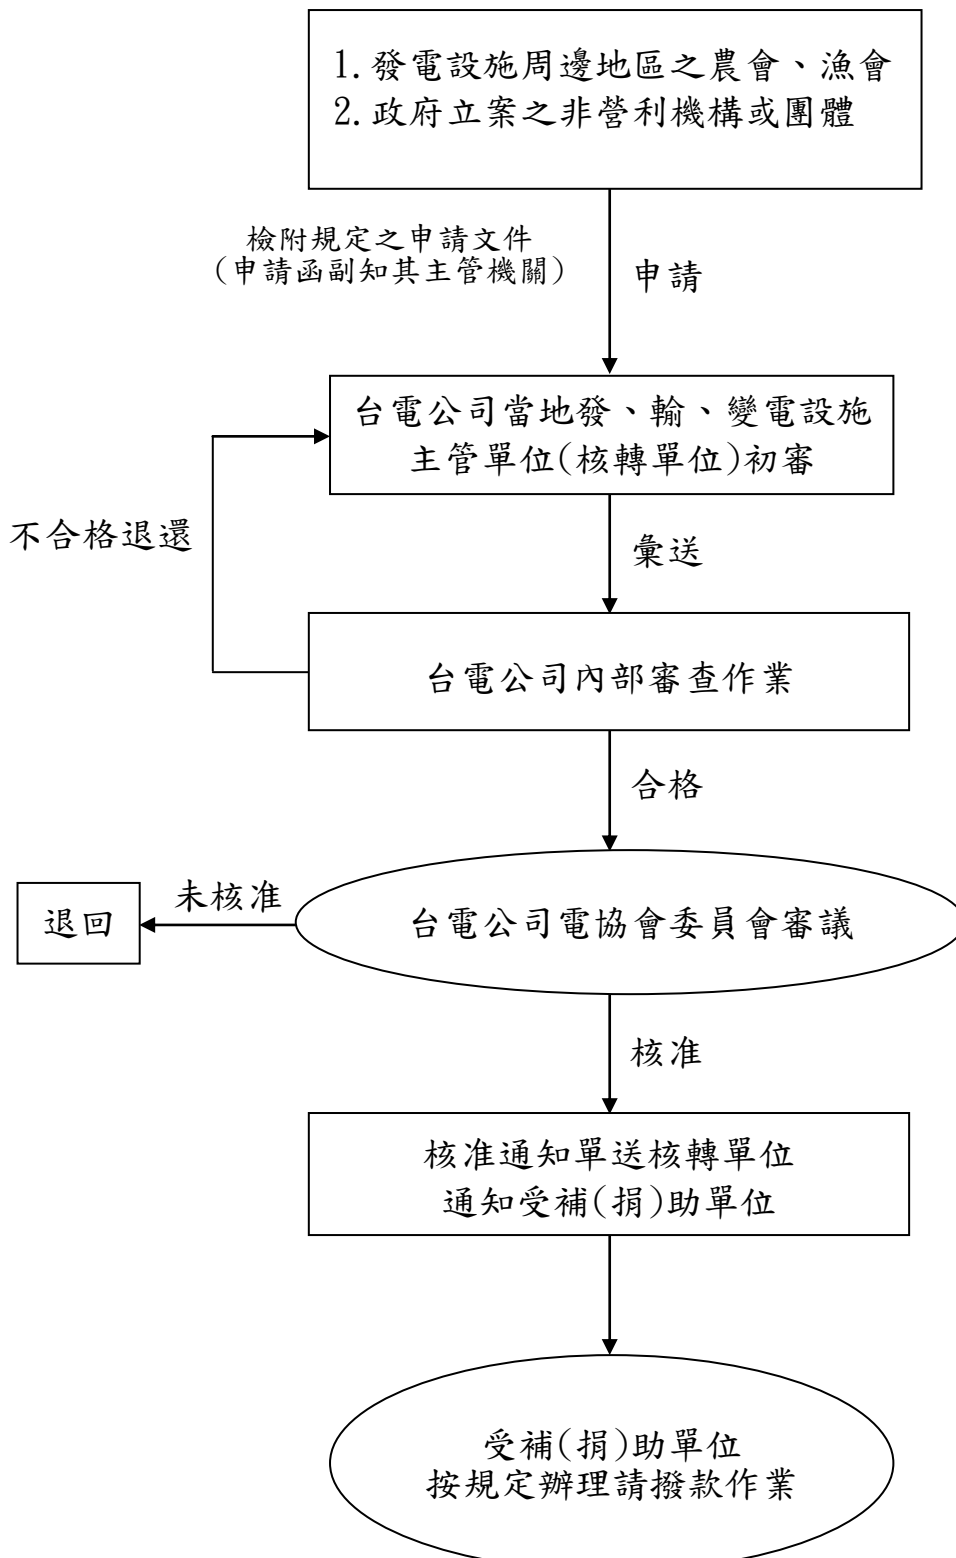 1.發電設施周邊地區之農會、漁會
2.政府立案之非營利機構或團體
檢附規定之申請文件
(申請函副知其主管機關)
申請
台電公司當地發、輸、變電設施
主管單位(核轉單位)初審
不合格退還
彙送
台電公司內部審查作業
合格
退回
未核准
台電公司電協會委員會審議
核准
核准通知單送核轉單位
通知受補(捐)助單位
受補(捐)助單位
按規定辦理請撥款作業